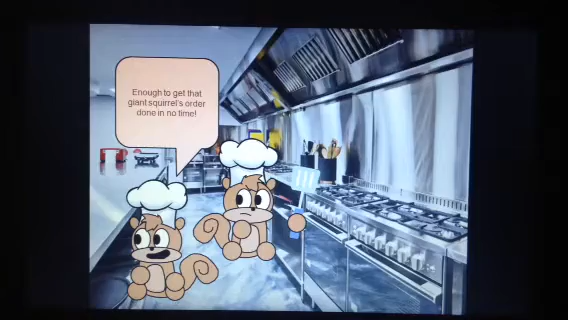 Enough to get that
giant squirrel's order
done in no time!